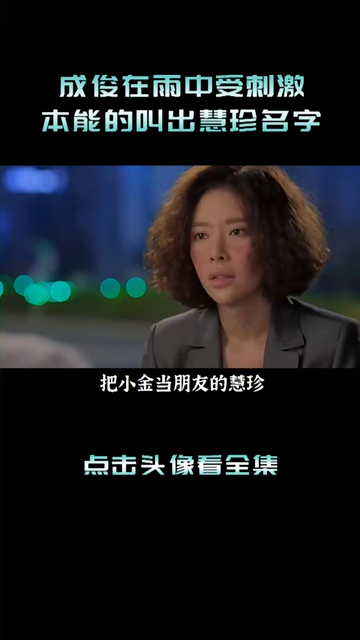 成俊在雨中受刺激
本能的叫出慧珍名字
把小金当朋友的慧珍
点击头像看全集